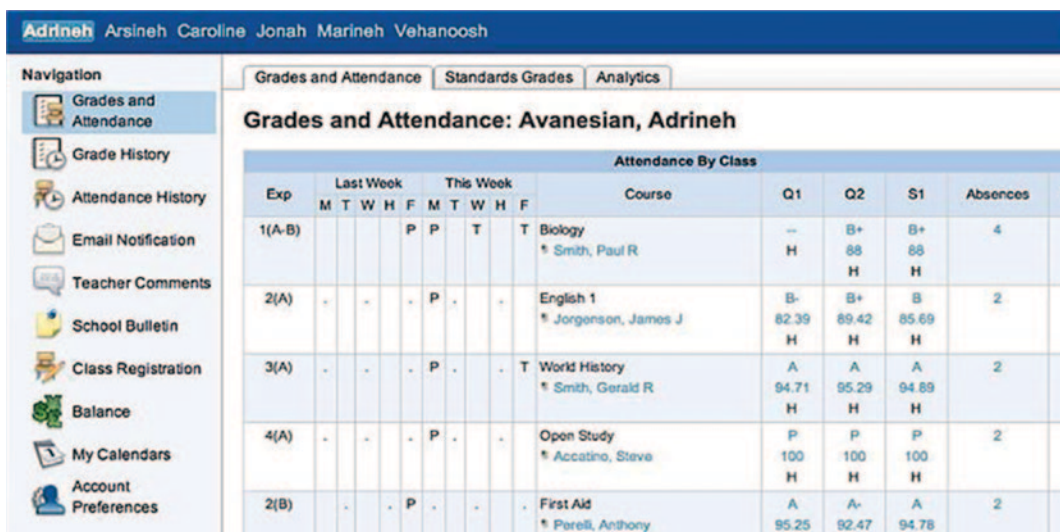 Adrineh Arsineh Caroline Jonah Marineh Vehanoosh
Navigation
Grades and
Attendance
Grade History
Attendance History
Email Notification
Teacher Comments
School Bulletin
Class Registration
Balance
My Calendars
Account
Preferences
Grades and Attendance Standards Grades Analytics
Grades and Attendance: Avanesian, Adrineh
Attendance By Class
Exp Last Week This Week Course Q1 Q2 S1 Absences
M T W H F M T W H F
1(A-B) P P T T Biology -- B+ B+ 4
Smith, Paul R H 88 88
H H
2(A) . . . P . . English 1 B- B+ B 2
Jorgenson, James J 82.39 89.42 85.69
H H H
3(A) . . . P . . T World History A A A 2
Smith, Gerald R 94.71 95.29 94.89
H H H
4(A) . . . P . . Open Study P P P 2
Accatino, Steve 100 100 100
H H H
2(B) . . P . . . First Aid A A- A 2
Perelli, Anthony 95.25 92.47 94.78